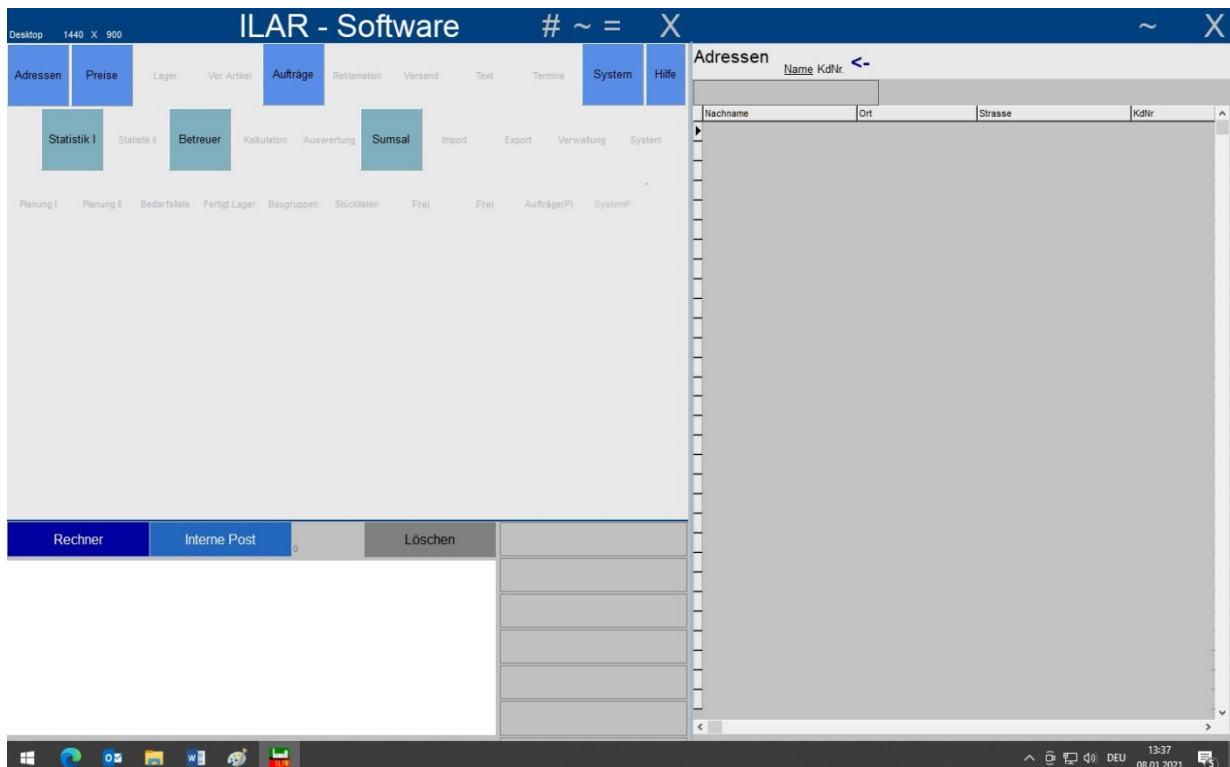 Desktop 1440 X 900 ILAR - Software # ~ = X
Adressen Preise Lager Ver. Artikel Aufträge Reklamation Versand Text Termine System Hilfe
Statistik I Statistik II Betreuer Kalkulation Auswertung Sumsal Import Export Verwaltung System
Planung I Planung II Bedarfsliste Fertigt.Lager Baugruppen Stücklisten Frei Frei Aufträge(P) SystemP
Rechner Interne Post 0 Löschen
~ X
Adressen Name KdNr. <-
Nachname Ort Strasse KdNr
DEU 13:37
08.01.2021 5